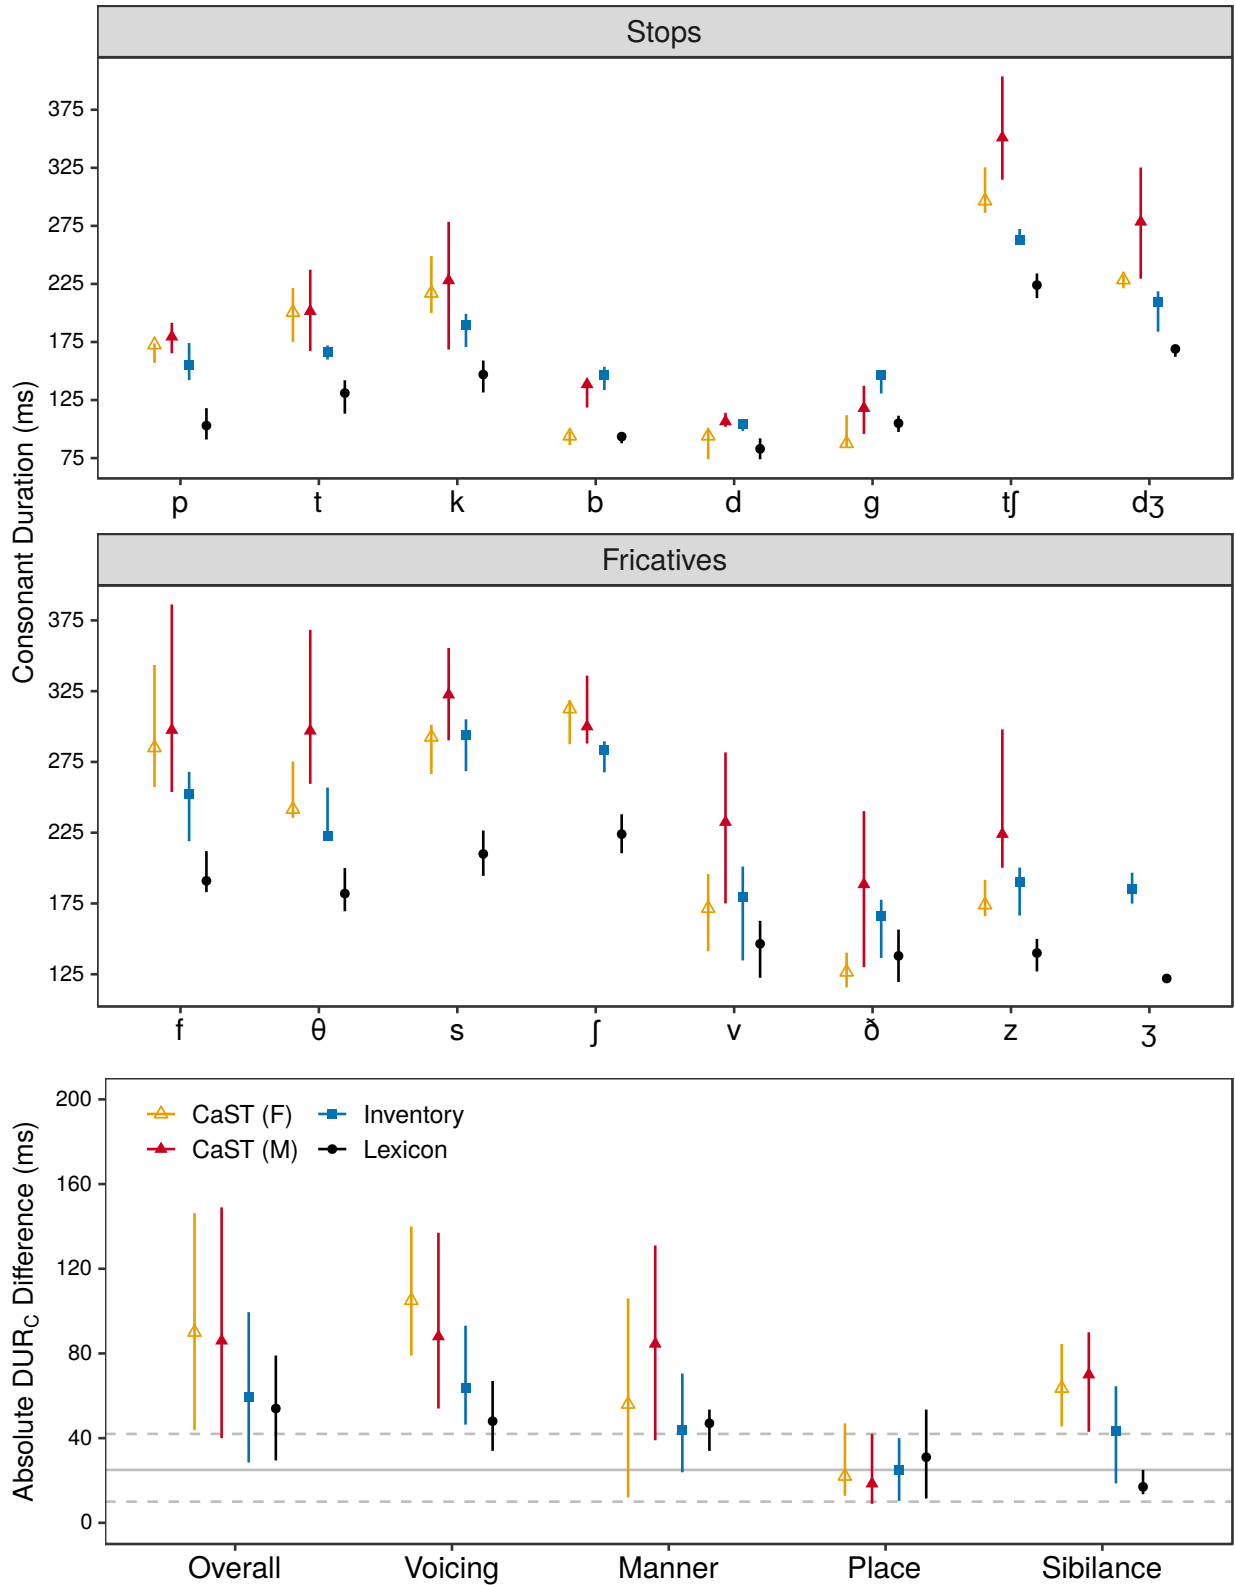 Stops
Consonant Duration (ms)
375
325
275
225
175
125
75
p t k b d g tʃ dʒ
Fricatives
375
325
275
225
175
125
f θ s ʃ v ð z ʒ
Absolute DUR_C Difference (ms)
200
160
120
80
40
0
CaST (F) Inventory
CaST (M) Lexicon
Overall Voicing Manner Place Sibilance